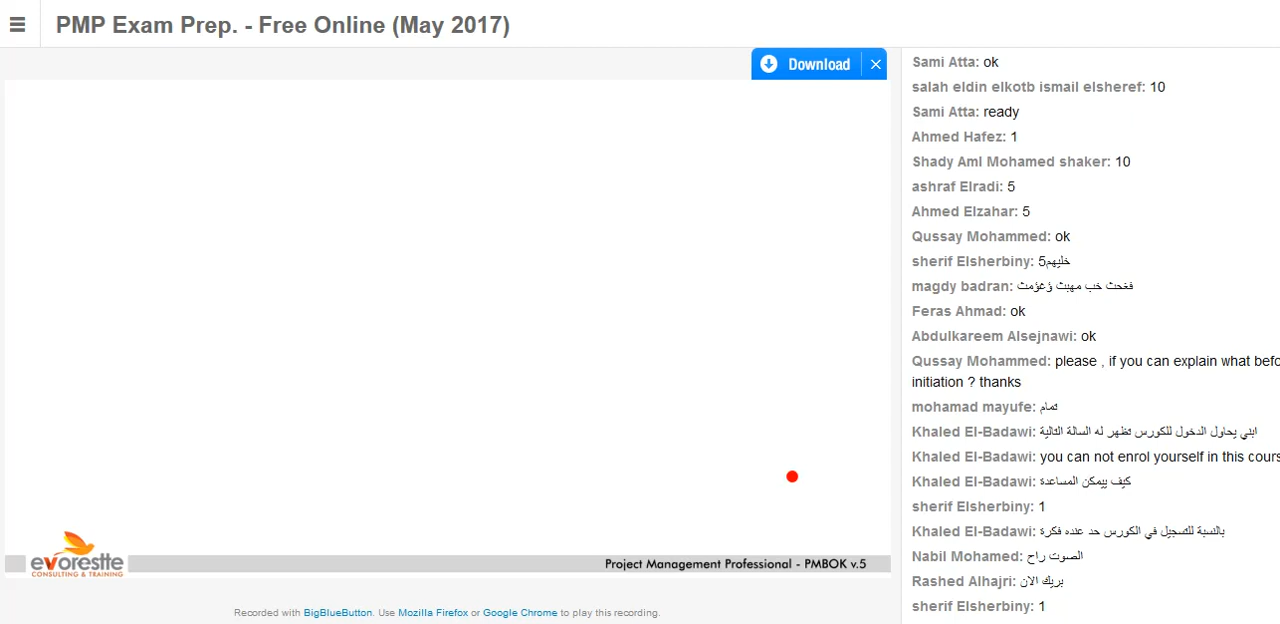 PMP Exam Prep. - Free Online (May 2017)
Download
Sami Atta: ok
salah eldin elkotb ismail elsheref: 10
Sami Atta: ready
Ahmed Hafez: 1
Shady Aml Mohamed shaker: 10
ashraf Elradi: 5
Ahmed Elzahar: 5
Qussay Mohammed: ok
sherif Elsherbiny: خليهم5
magdy badran: فغحث خب مهبث ؤغؤمث
Feras Ahmad: ok
Abdulkareem Alsejnawi: ok
Qussay Mohammed: please , if you can explain what befo
initiation ? thanks
mohamad mayufe: تمام
Khaled El-Badawi: ابني يحاول الدخول للكورس تظهر له السالة التالية
Khaled El-Badawi: you can not enrol yourself in this cours
Khaled El-Badawi: كيف ييمكن المساعدة
sherif Elsherbiny: 1
Khaled El-Badawi: بالنسبة للتسجيل في الكورس حد عنده فكرة
Nabil Mohamed: الصوت راح
Rashed Alhajri: بريك الان
sherif Elsherbiny: 1
evorestte
CONSULTING & TRAINING
Project Management Professional - PMBOK v.5
Recorded with BigBlueButton. Use Mozilla Firefox or Google Chrome to play this recording.